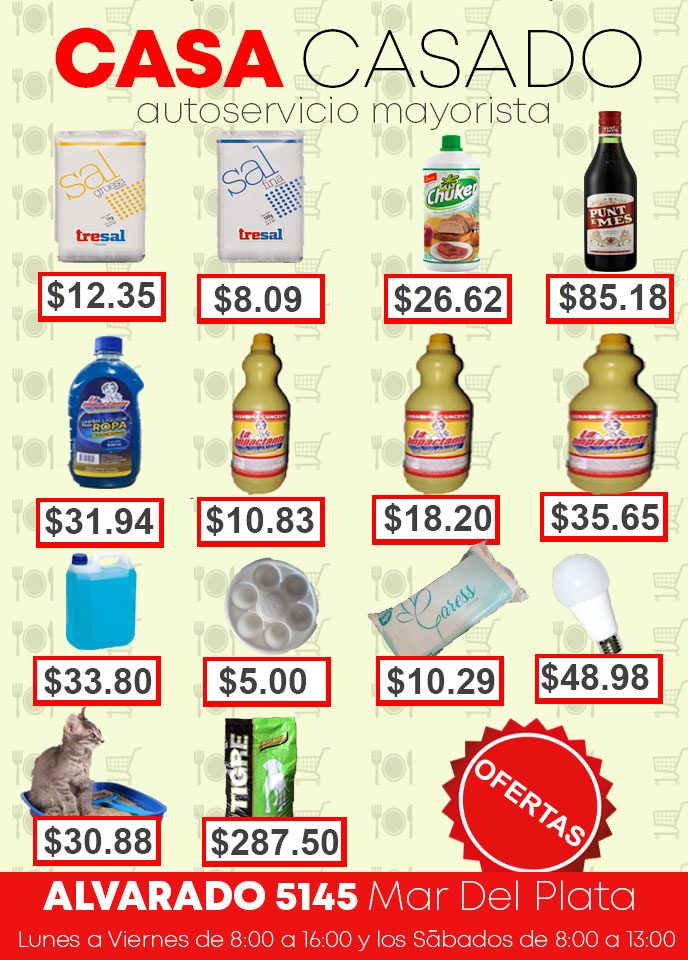 CASA CASADO
autoservicio mayorista
sal
gruesa
tresal
sal
fina
tresal
Chuker
PUNT
E MES
$12.35
$8.09
$26.62
$85.18
La Impactante
ROPA
La
Impactante
La
Impactante
La
Impactante
$31.94
$10.83
$18.20
$35.65
Caress
$33.80
$5.00
$10.29
$48.98
TIGRE
OFERTAS
$30.88
$287.50
ALVARADO 5145 Mar Del Plata
Lunes a Viernes de 8:00 a 16:00 y los Sābados de 8:00 a 13:00